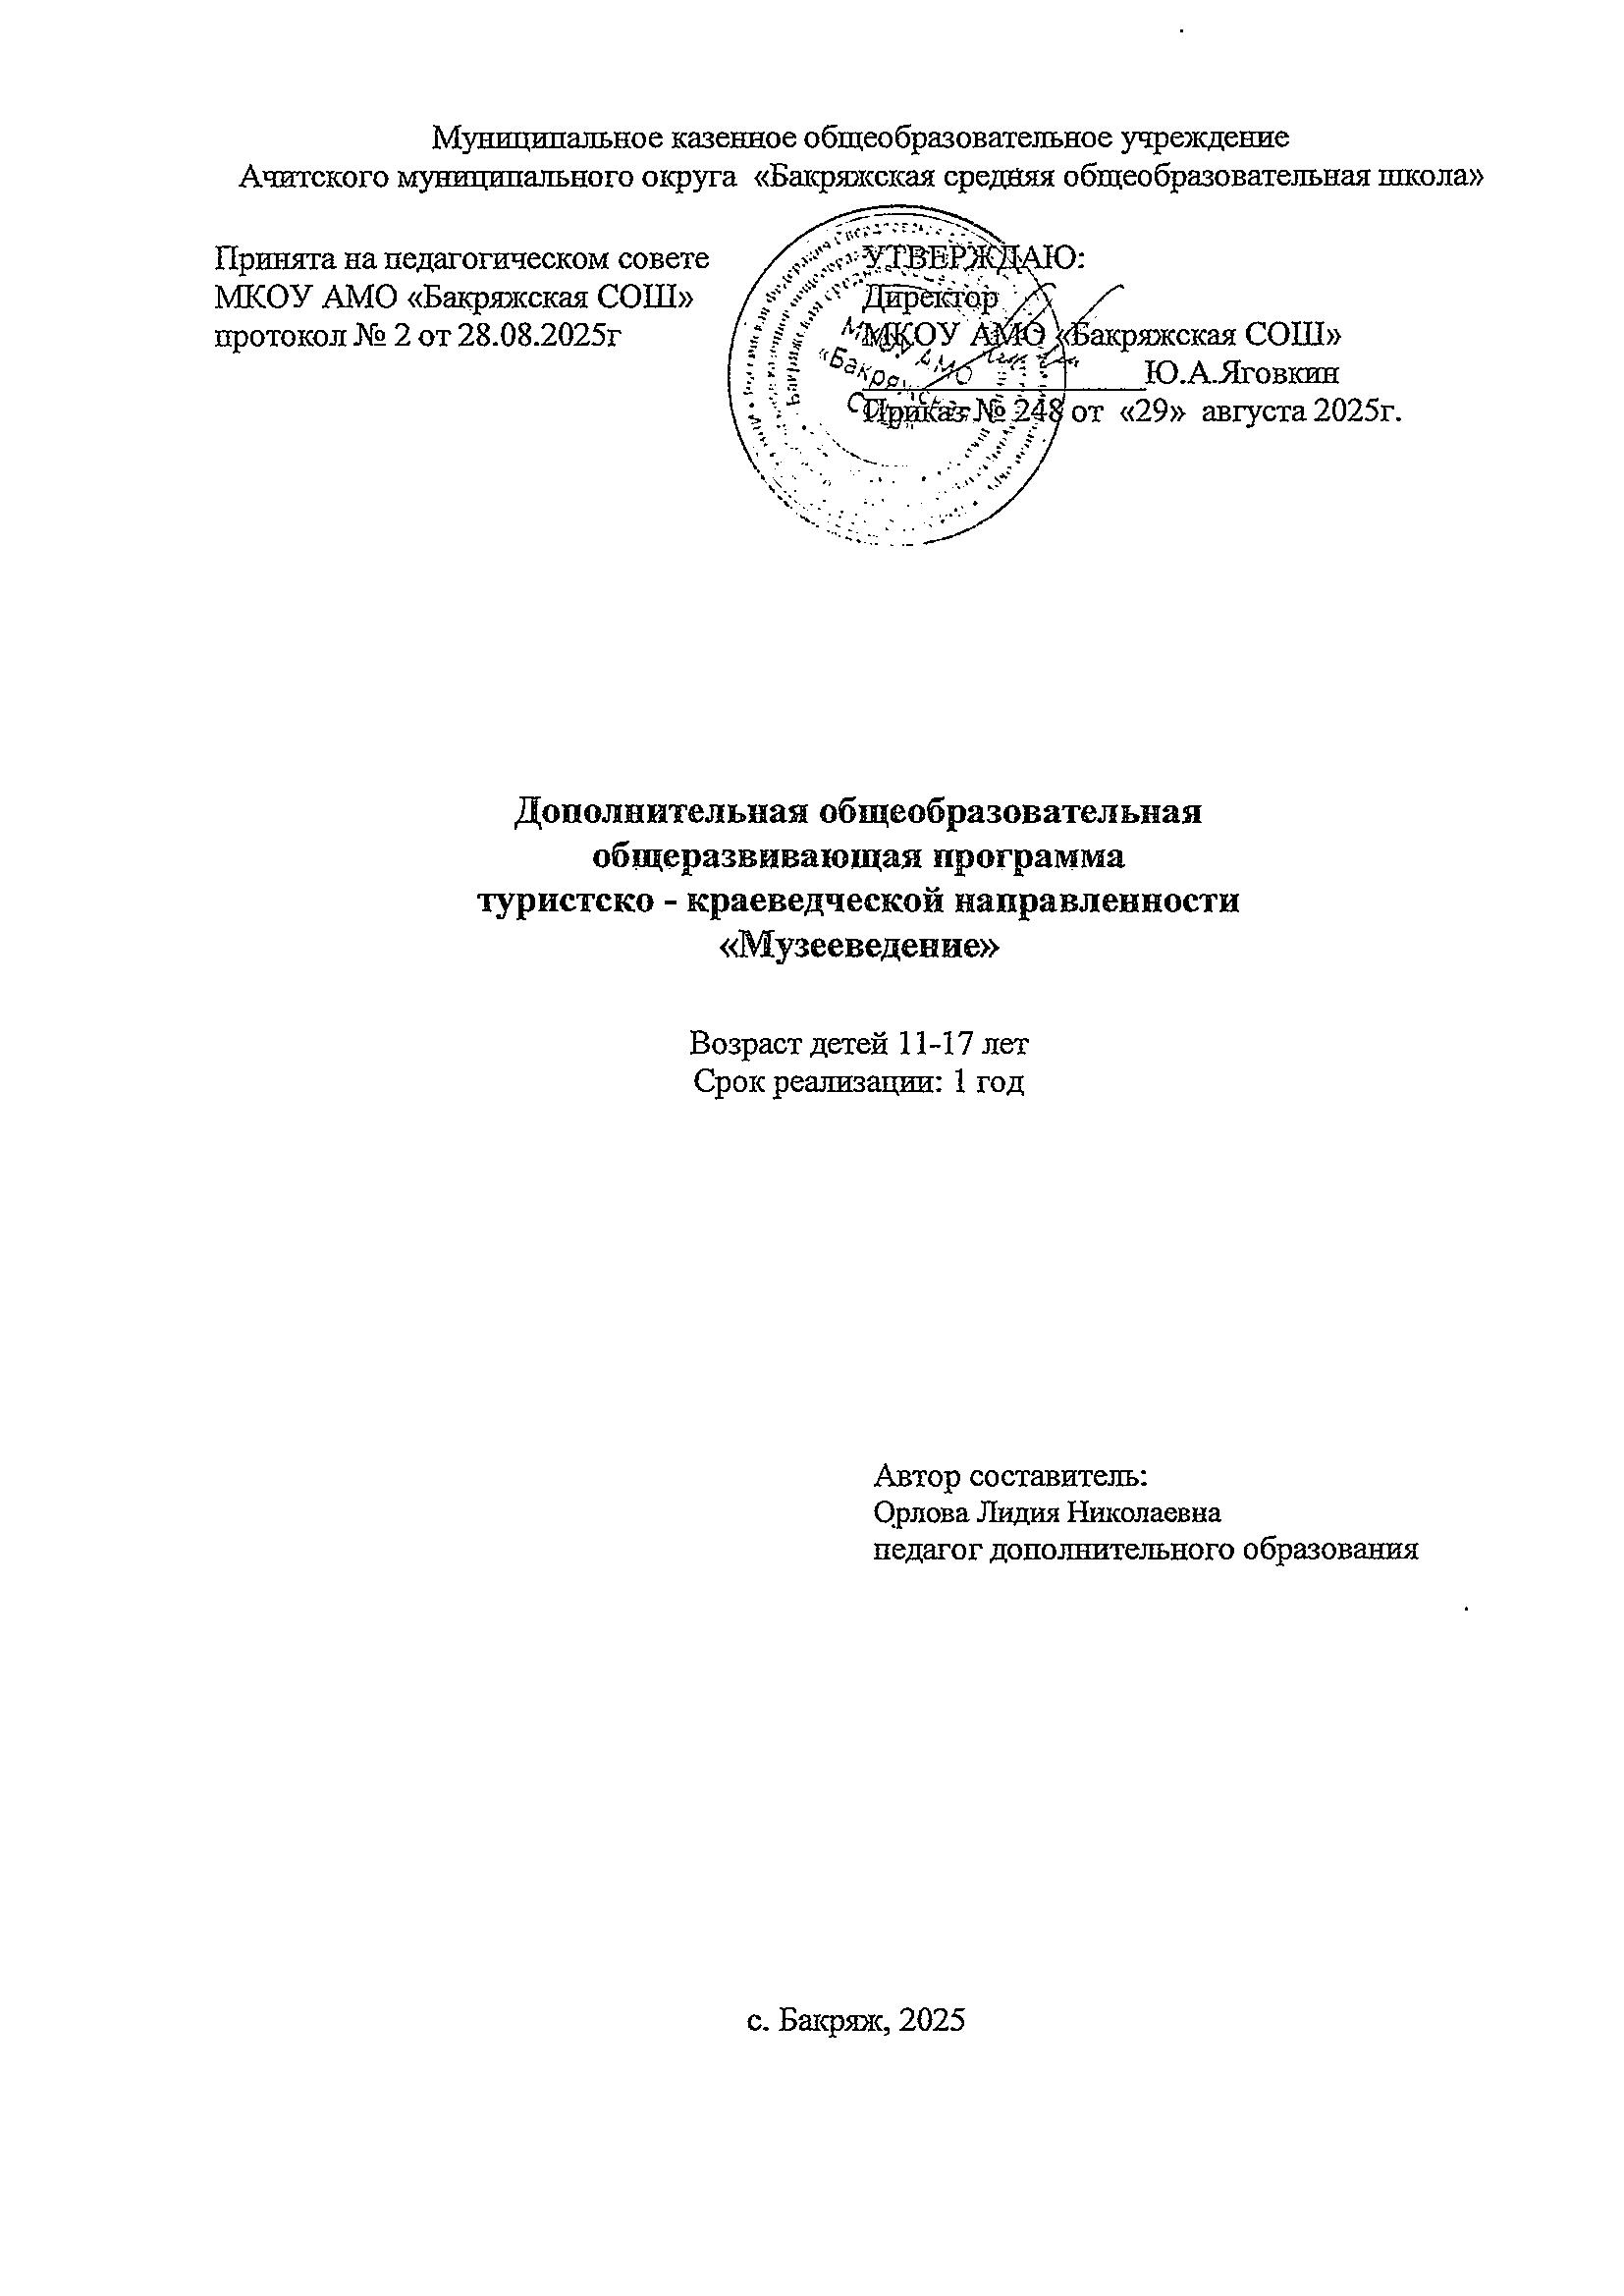 Муниципальное казенное общеобразовательное учреждение
Ачитского муниципального округа «Бакряжская средняя общеобразовательная школа»
Принята на педагогическом совете
МКОУ АМО «Бакряжская СОШ»
протокол № 2 от 28.08.2025г
УТВЕРЖДАЮ:
Директор
МКОУ АМО «Бакряжская СОШ»
Ю.А.Яговкин
Приказ № 248 от «29» августа 2025г.
Дополнительная общеобразовательная
общеразвивающая программа
туристско - краеведческой направленности
«Музееведение»
Возраст детей 11-17 лет
Срок реализации: 1 год
Автор составитель:
Орлова Лидия Николаевна
педагог дополнительного образования
с. Бакряж, 2025